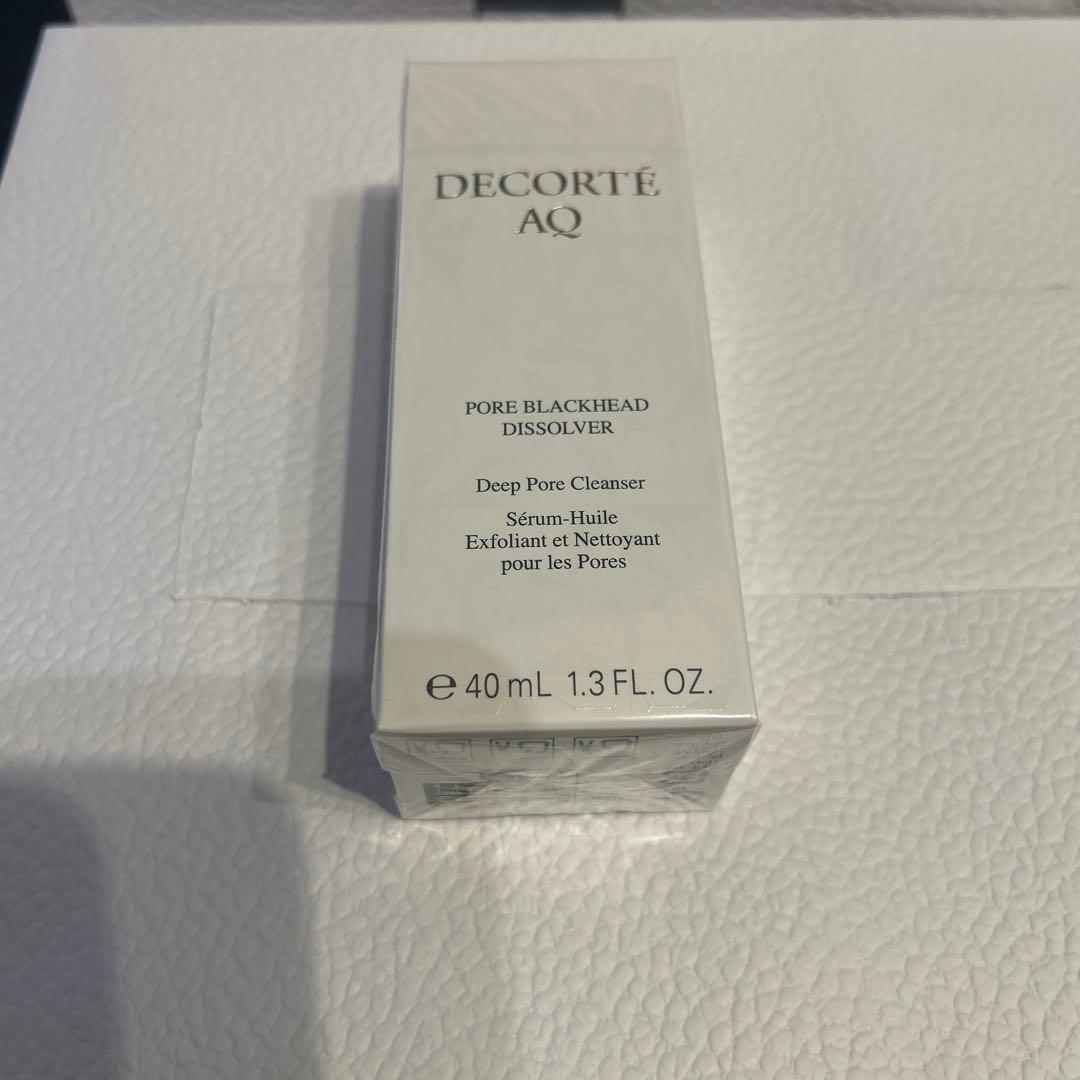 DECORTÉ
AQ
PORE BLACKHEAD
DISSOLVER
Deep Pore Cleanser
Sérum-Huile
Exfoliant et Nettoyant
pour les Pores
℮ 40 mL 1.3 FL. OZ.